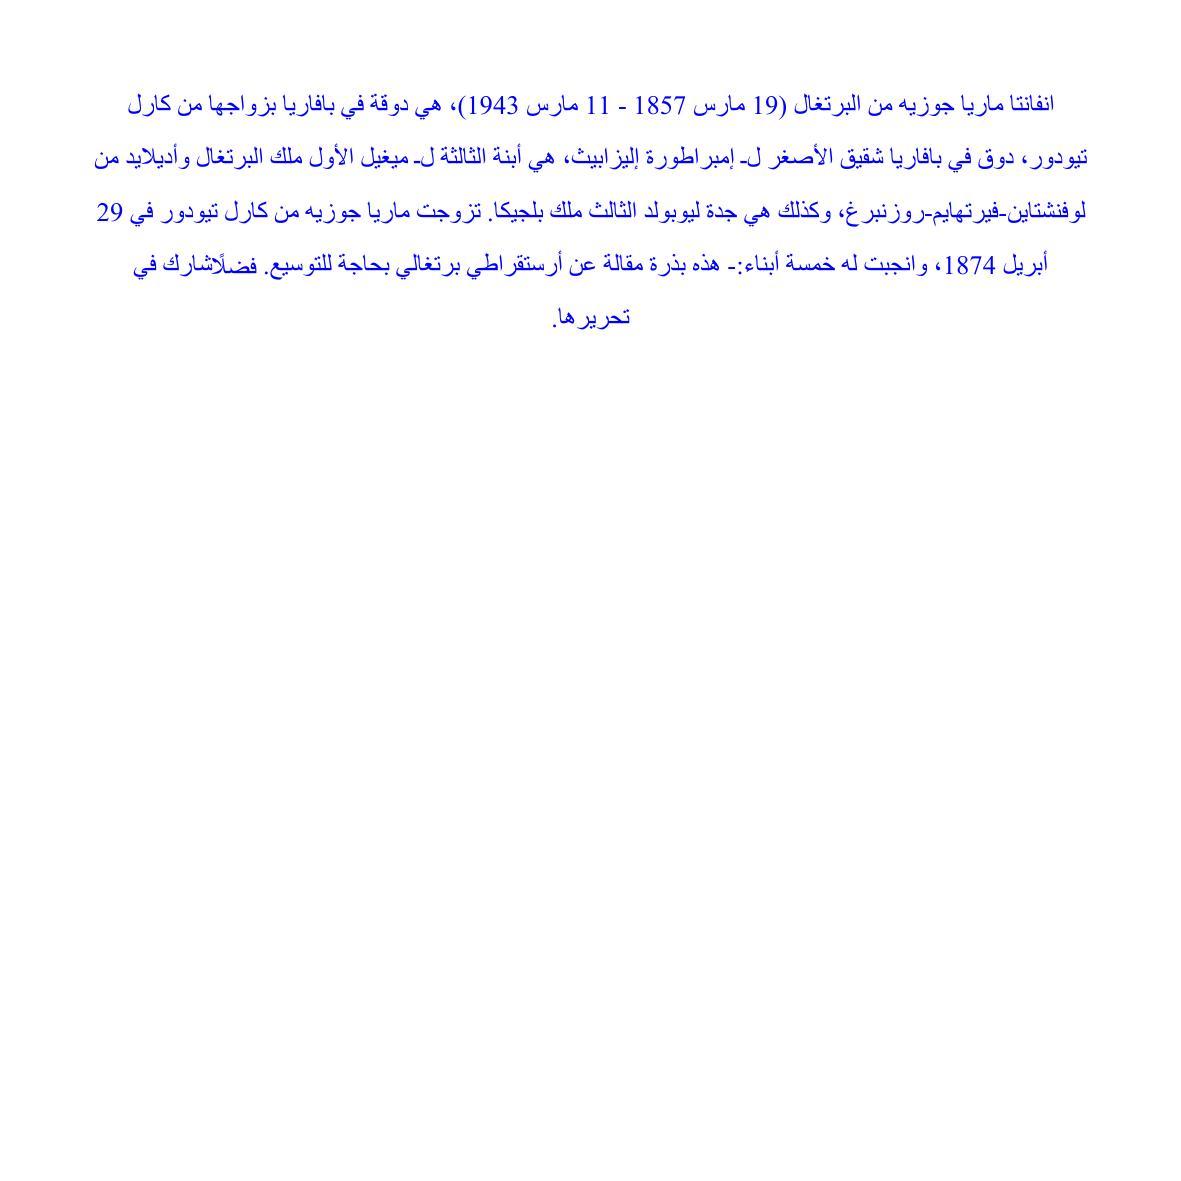 انفانتا ماريا جوزيه من البرتغال (19 مارس 1857 - 11 مارس 1943)، هي دوقة في بافاريا بزواجها من كارل
تيودور، دوق في بافاريا شقيق الأصغر لـ إمبراطورة إليزابيث، هي أبنة الثالثة لـ ميغيل الأول ملك البرتغال وأديلايد من
لوفنشتاين-فيرتهايم-روزنبرغ، وكذلك هي جدة ليوبولد الثالث ملك بلجيكا. تزوجت ماريا جوزيه من كارل تيودور في 29
أبريل 1874، وانجبت له خمسة أبناء:- هذه بذرة مقالة عن أرستقراطي برتغالي بحاجة للتوسيع. فضلًاشارك في
تحريرها.